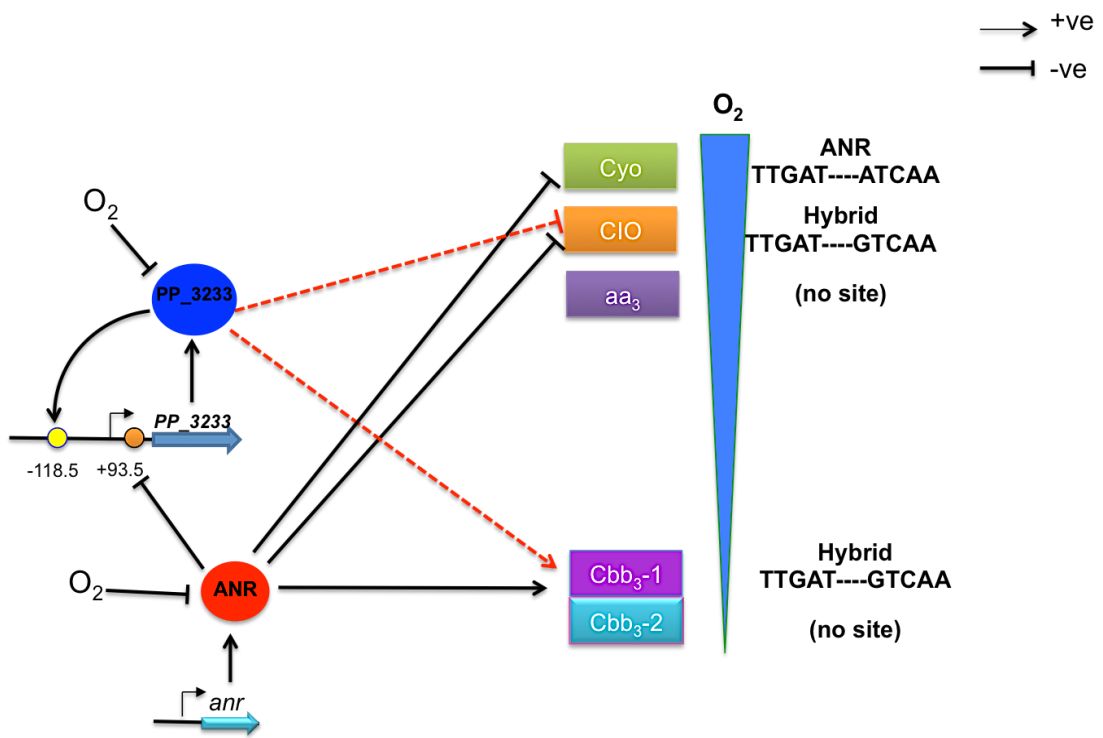 +ve
-ve
O2
ANR
TTGAT----ATCAA
Cyo
Hybrid
TTGAT----GTCAA
CIO
(no site)
aa3
O2
PP_3233
PP_3233
-118.5
+93.5
Hybrid
TTGAT----GTCAA
Cbb3-1
(no site)
Cbb3-2
O2
ANR
anr